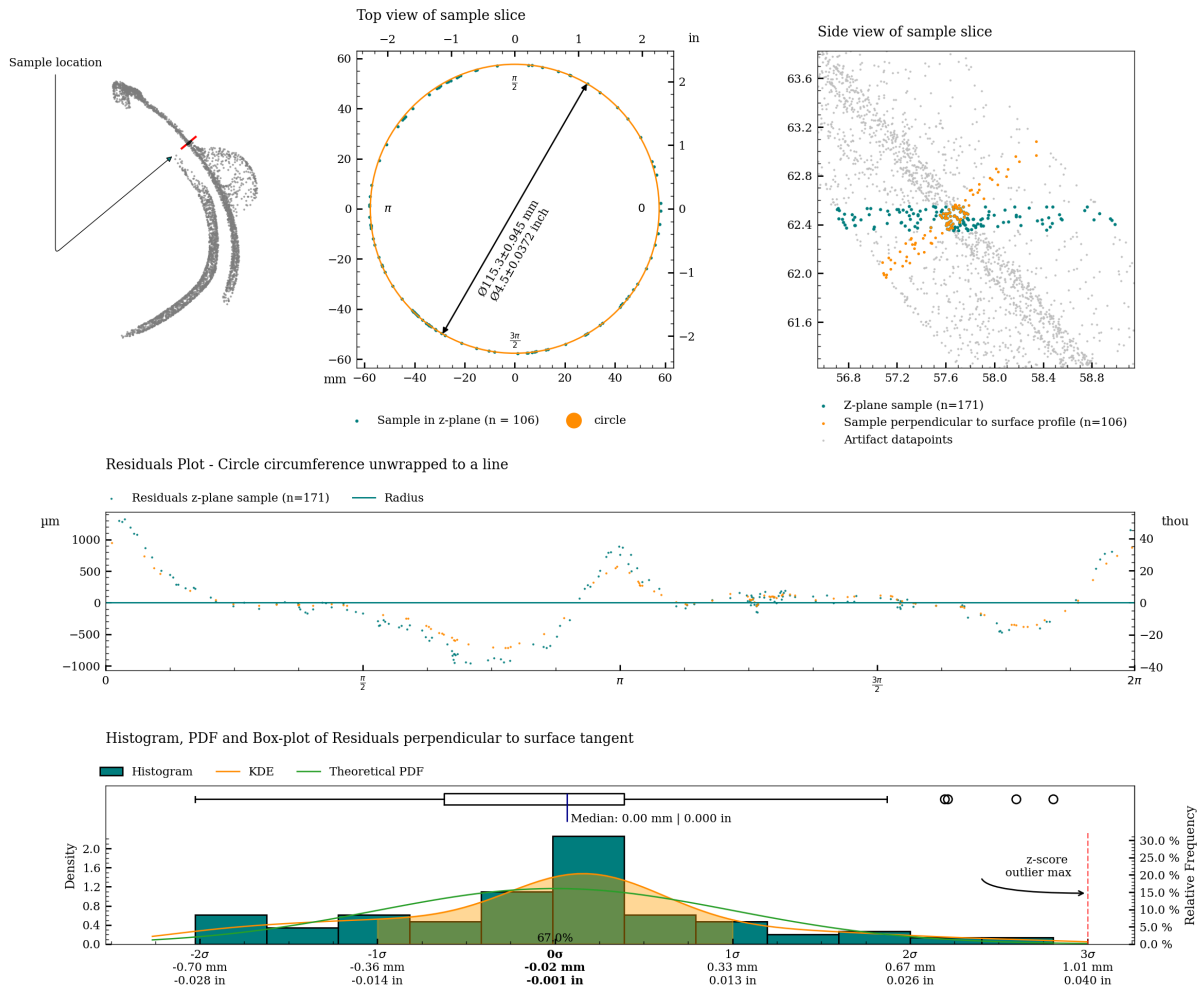 Sample location
Top view of sample slice
−2 −1 0 1 2 in
60
40
20
0
−20
−40
−60
2
1
0
−1
−2
π/2
π
0
3π/2
Ø115.3±0.945 mm
Ø4.5±0.0372 inch
mm −60 −40 −20 0 20 40 60
Sample in z-plane (n = 106) circle
Side view of sample slice
63.6
63.2
62.8
62.4
62.0
61.6
56.8 57.2 57.6 58.0 58.4 58.8
Z-plane sample (n=171)
Sample perpendicular to surface profile (n=106)
Artifact datapoints
Residuals Plot - Circle circumference unwrapped to a line
Residuals z-plane sample (n=171) Radius
µm thou
1000
500
0
−500
−1000
40
20
0
−20
−40
0 π/2 π 3π/2 2π
Histogram, PDF and Box-plot of Residuals perpendicular to surface tangent
Histogram KDE Theoretical PDF
Median: 0.00 mm | 0.000 in
Density
2.0
1.6
1.2
0.8
0.4
0.0
30.0 %
25.0 %
20.0 %
15.0 %
10.0 %
5.0 %
0.0 %
Relative Frequency
z-score
outlier max
67.0%
−2σ −1σ 0σ 1σ 2σ 3σ
−0.70 mm −0.36 mm −0.02 mm 0.33 mm 0.67 mm 1.01 mm
−0.028 in −0.014 in −0.001 in 0.013 in 0.026 in 0.040 in